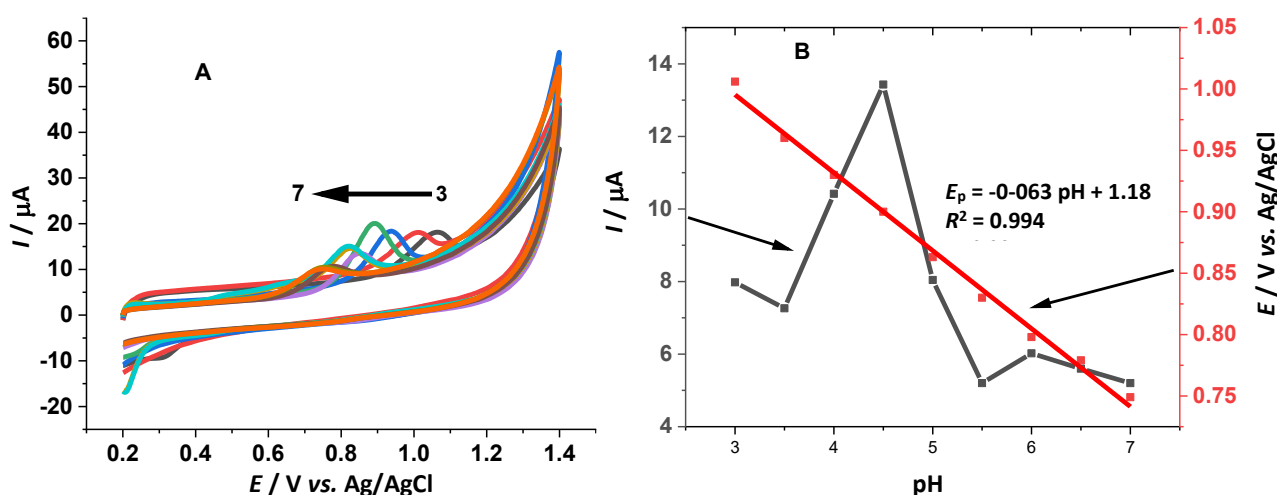 A
60
50
40
30
20
10
0
-10
-20
I / µA
7 3
0.2 0.4 0.6 0.8 1.0 1.2 1.4
E / V vs. Ag/AgCl
B
14
12
10
8
6
4
I / µA
Ep = -0-063 pH + 1.18
R² = 0.994
1.05
1.00
0.95
0.90
0.85
0.80
0.75
E / V vs. Ag/AgCl
3 4 5 6 7
pH